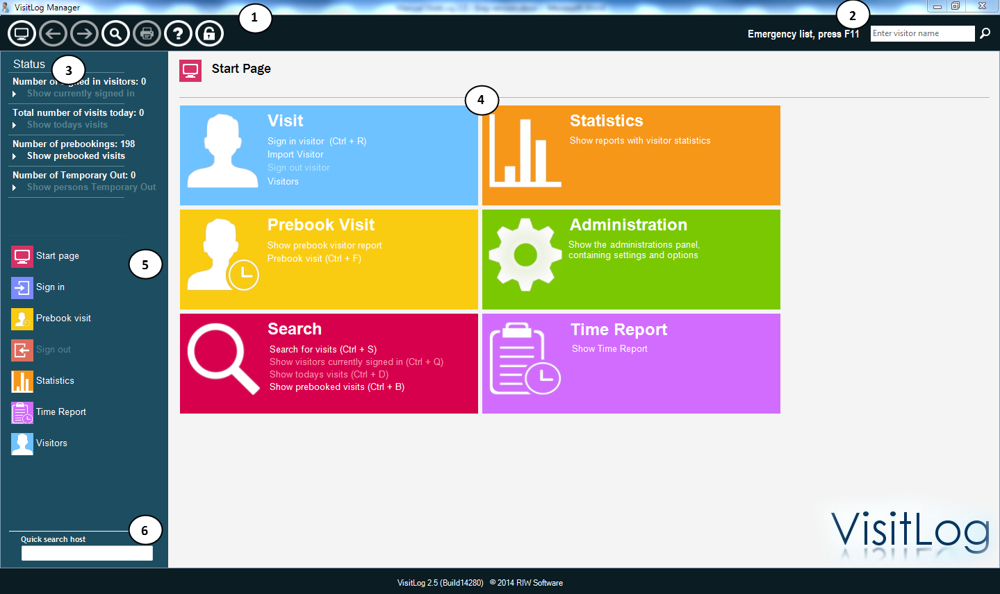 VisitLog Manager
1
2
Emergency list, press F11
Enter visitor name
Status
3
Number of signed in visitors: 0
Show currently signed in
Total number of visits today: 0
Show todays visits
Number of prebookings: 198
Show prebooked visits
Number of Temporary Out: 0
Show persons Temporary Out
5
Start page
Sign in
Prebook visit
Sign out
Statistics
Time Report
Visitors
6
Quick search host
Start Page
4
Visit
Sign in visitor (Ctrl + R)
Import Visitor
Sign out visitor
Visitors
Statistics
Show reports with visitor statistics
Prebook Visit
Show prebook visitor report
Prebook visit (Ctrl + F)
Administration
Show the administrations panel,
containing settings and options
Search
Search for visits (Ctrl + S)
Show visitors currently signed in (Ctrl + Q)
Show todays visits (Ctrl + D)
Show prebooked visits (Ctrl + B)
Time Report
Show Time Report
VisitLog
VisitLog 2.5 (Build14280) © 2014 RIW Software